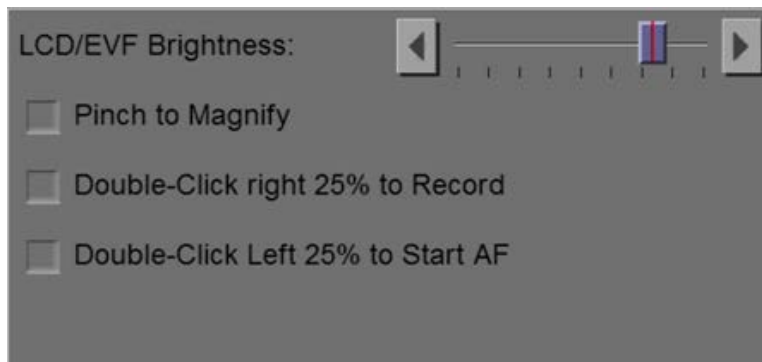 LCD/EVF Brightness:
Pinch to Magnify
Double-Click right 25% to Record
Double-Click Left 25% to Start AF